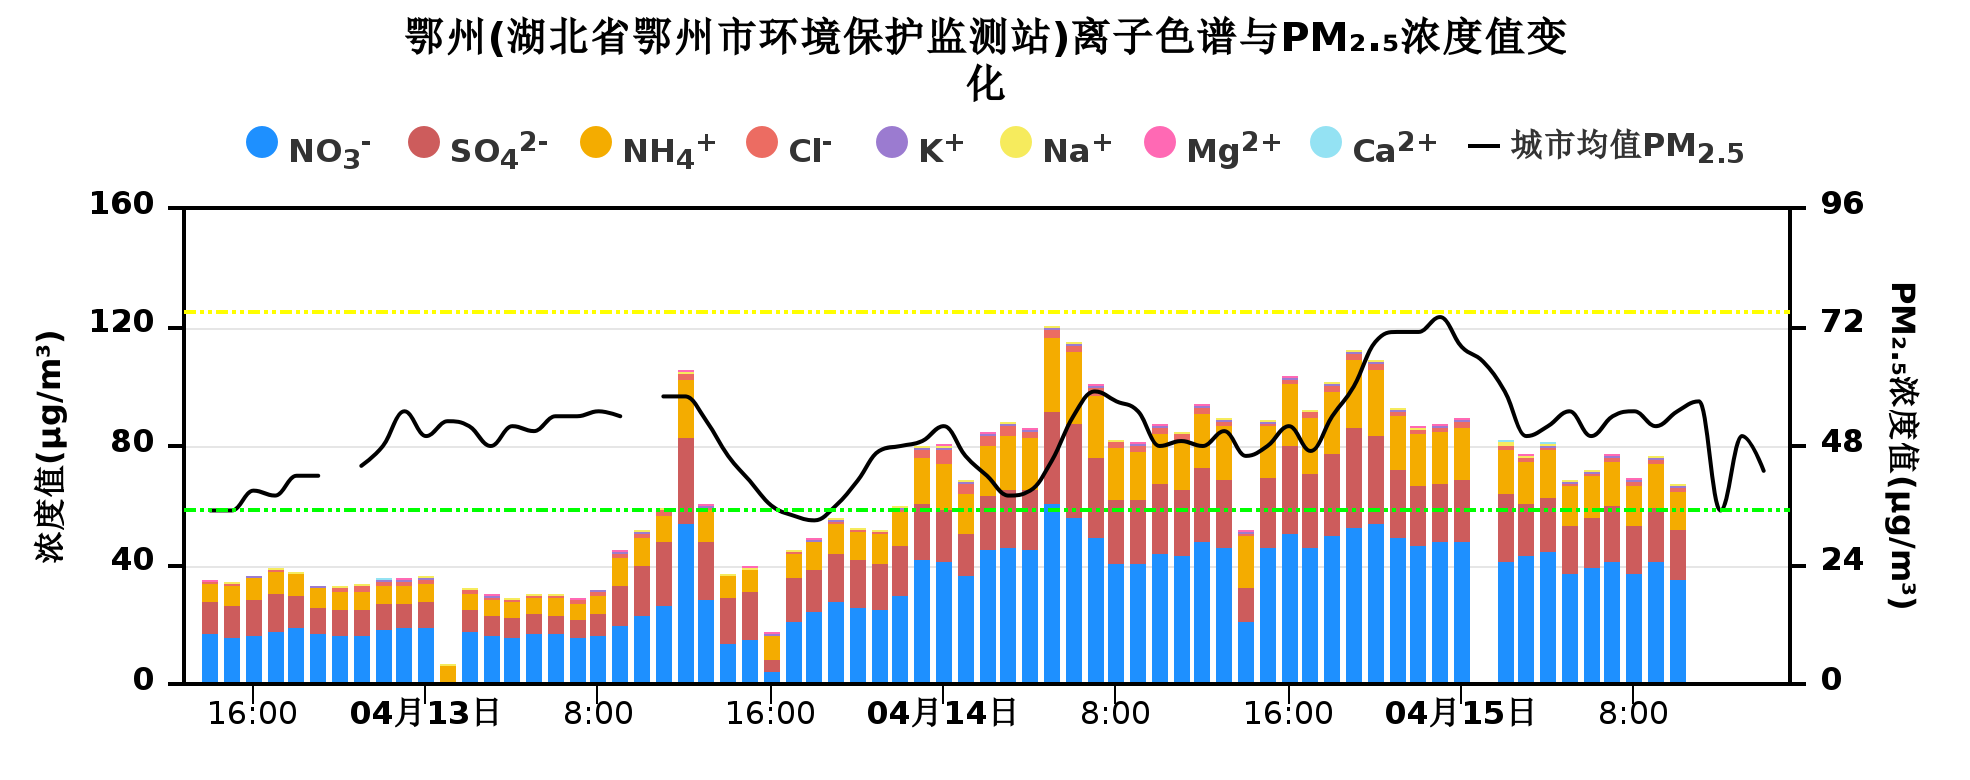 鄂州(湖北省鄂州市环境保护监测站)离子色谱与PM₂.₅浓度值变
化
NO₃⁻ SO₄²⁻ NH₄⁺ Cl⁻ K⁺ Na⁺ Mg²⁺ Ca²⁺ 城市均值PM₂.₅
160 96
120 72
80 48
40 24
0 0
浓度值(μg/m³)
PM₂.₅浓度值(μg/m³)
16:00 04月13日 8:00 16:00 04月14日 8:00 16:00 04月15日 8:00